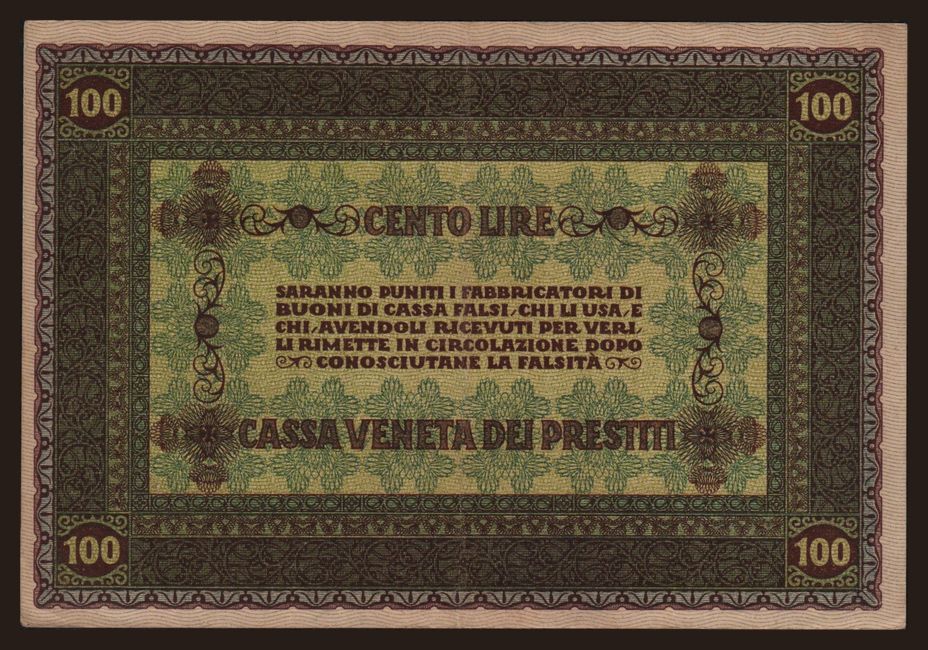 100
100
CENTO LIRE
SARANNO PUNITI I FABBRICATORI DI
BUONI DI CASSA FALSI, CHI LI USA, E
CHI, AVENDOLI RICEVUTI PER VERI,
LI RIMETTE IN CIRCOLAZIONE DOPO
CONOSCIUTANE LA FALSITÀ
CASSA VENETA DEI PRESTITI
100
100